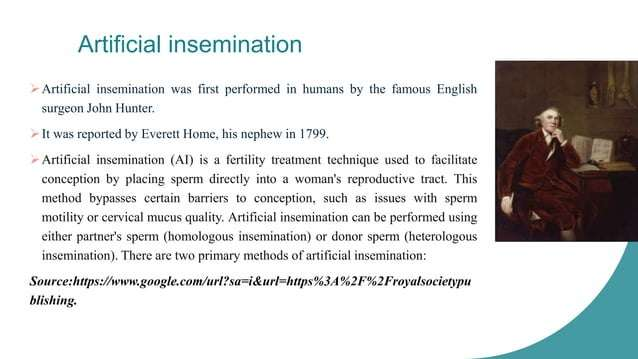 Artificial insemination
➢Artificial insemination was first performed in humans by the famous English
surgeon John Hunter.
➢It was reported by Everett Home, his nephew in 1799.
➢Artificial insemination (AI) is a fertility treatment technique used to facilitate
conception by placing sperm directly into a woman's reproductive tract. This
method bypasses certain barriers to conception, such as issues with sperm
motility or cervical mucus quality. Artificial insemination can be performed using
either partner's sperm (homologous insemination) or donor sperm (heterologous
insemination). There are two primary methods of artificial insemination:
Source:https://www.google.com/url?sa=i&url=https%3A%2F%2Froyalsocietypu
blishing.